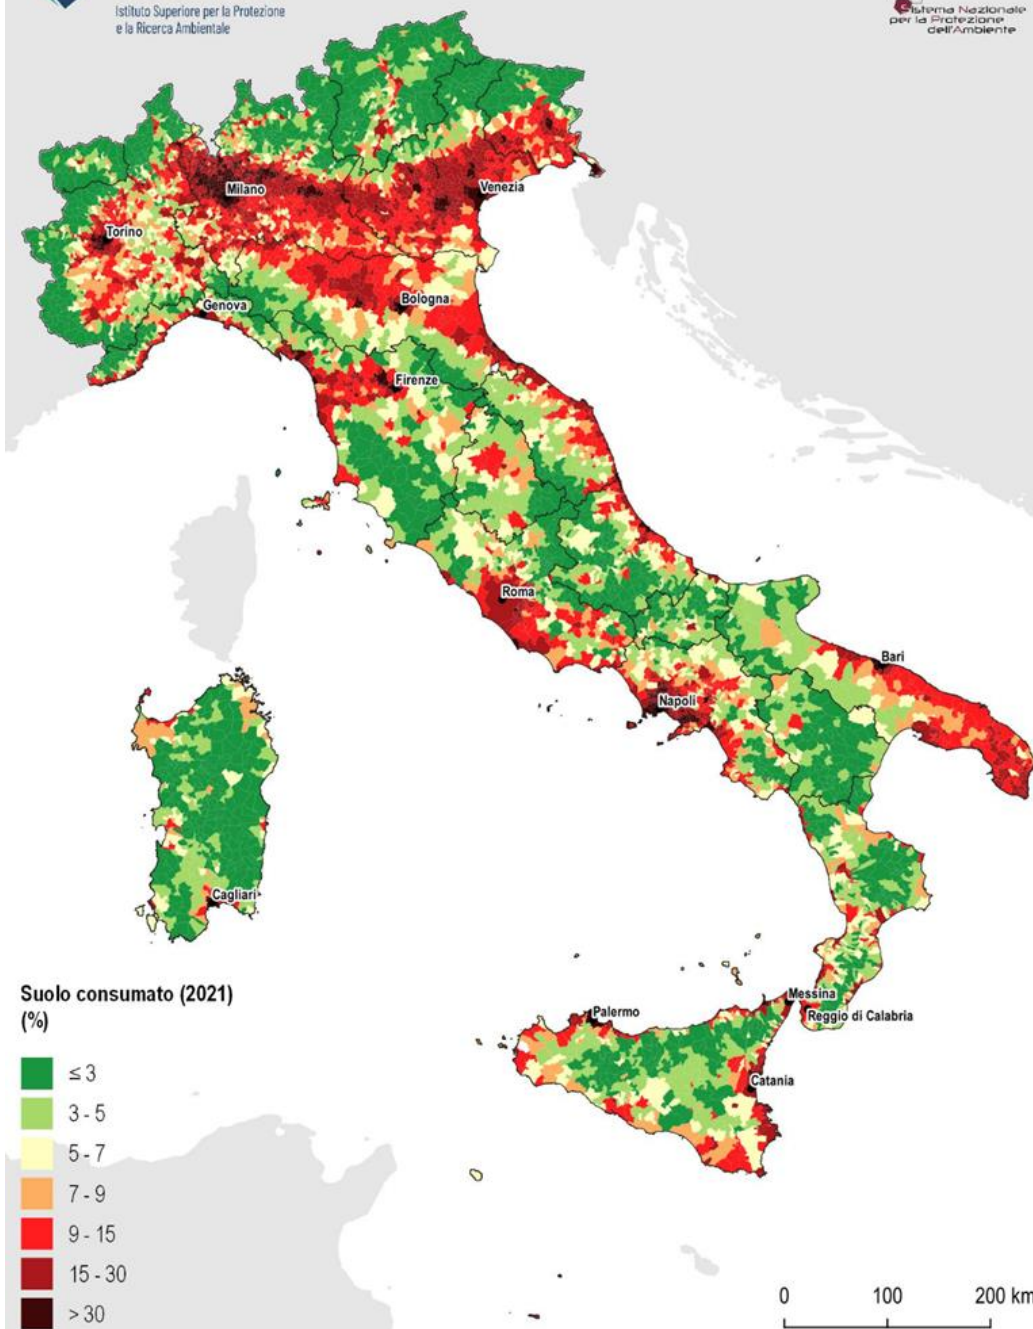 Istituto Superiore per la Protezione
e la Ricerca Ambientale
Sistema Nazionale
per la Protezione
dell'Ambiente
Milano
Venezia
Torino
Genova
Bologna
Firenze
Roma
Bari
Napoli
Cagliari
Messina
Palermo
Reggio di Calabria
Catania
Suolo consumato (2021)
(%)
≤ 3
3 - 5
5 - 7
7 - 9
9 - 15
15 - 30
> 30
0 100 200 km